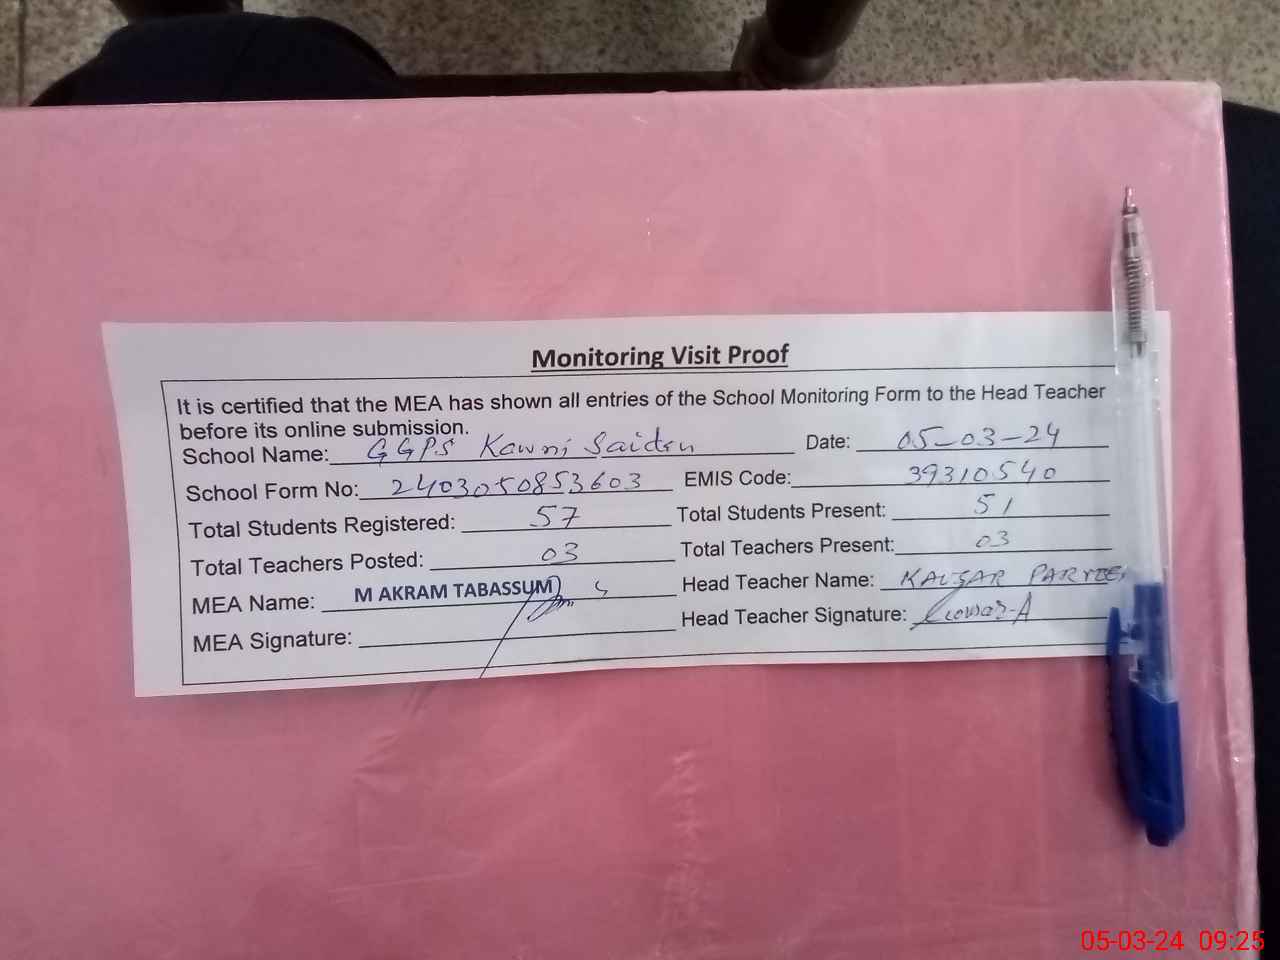 Monitoring Visit Proof
It is certified that the MEA has shown all entries of the School Monitoring Form to the Head Teacher
before its online submission.
School Name: GGPS Kawni Saidan Date: 05-03-24
School Form No: 2403050853603 EMIS Code: 39310540
Total Students Registered: 57 Total Students Present: 51
Total Teachers Posted: 03 Total Teachers Present: 03
MEA Name: M AKRAM TABASSUM Head Teacher Name: KAUSAR
MEA Signature: Head Teacher Signature:
05-03-24 09:25